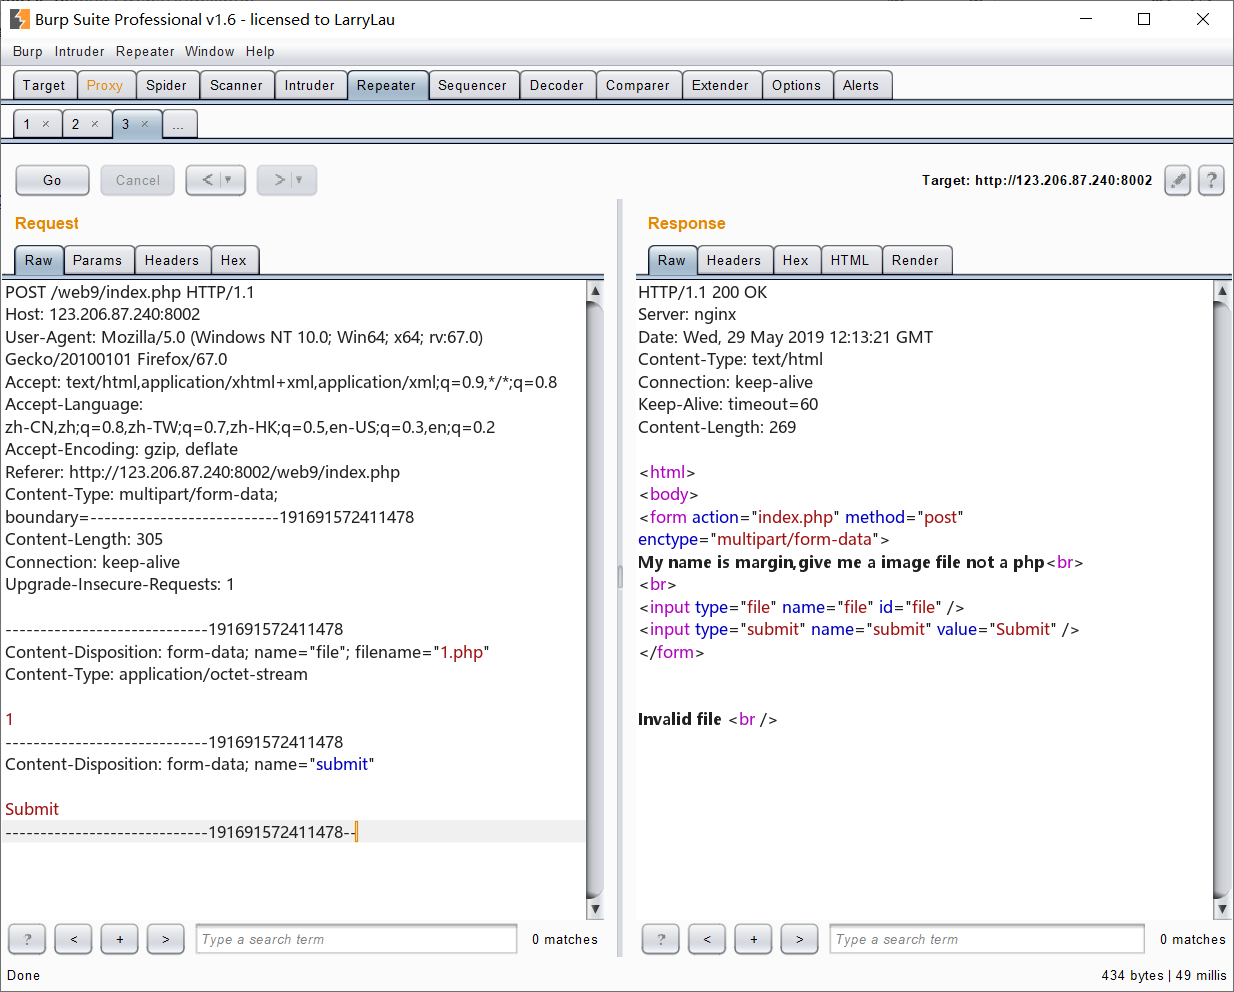 Burp Suite Professional v1.6 - licensed to LarryLau
Burp Intruder Repeater Window Help
Target Proxy Spider Scanner Intruder Repeater Sequencer Decoder Comparer Extender Options Alerts
1 × 2 × 3 × ...
Go Cancel < > Target: http://123.206.87.240:8002 ?
Request
Raw Params Headers Hex
POST /web9/index.php HTTP/1.1
Host: 123.206.87.240:8002
User-Agent: Mozilla/5.0 (Windows NT 10.0; Win64; x64; rv:67.0)
Gecko/20100101 Firefox/67.0
Accept: text/html,application/xhtml+xml,application/xml;q=0.9,*/*;q=0.8
Accept-Language:
zh-CN,zh;q=0.8,zh-TW;q=0.7,zh-HK;q=0.5,en-US;q=0.3,en;q=0.2
Accept-Encoding: gzip, deflate
Referer: http://123.206.87.240:8002/web9/index.php
Content-Type: multipart/form-data;
boundary=---------------------------191691572411478
Content-Length: 305
Connection: keep-alive
Upgrade-Insecure-Requests: 1
-----------------------------191691572411478
Content-Disposition: form-data; name="file"; filename="1.php"
Content-Type: application/octet-stream
1
-----------------------------191691572411478
Content-Disposition: form-data; name="submit"
Submit
-----------------------------191691572411478--
? < + > Type a search term 0 matches
Response
Raw Headers Hex HTML Render
HTTP/1.1 200 OK
Server: nginx
Date: Wed, 29 May 2019 12:13:21 GMT
Content-Type: text/html
Connection: keep-alive
Keep-Alive: timeout=60
Content-Length: 269
<html>
<body>
<form action="index.php" method="post"
enctype="multipart/form-data">
My name is margin,give me a image file not a php<br>
<br>
<input type="file" name="file" id="file" />
<input type="submit" name="submit" value="Submit" />
</form>
Invalid file <br />
? < + > Type a search term 0 matches
Done 434 bytes | 49 millis